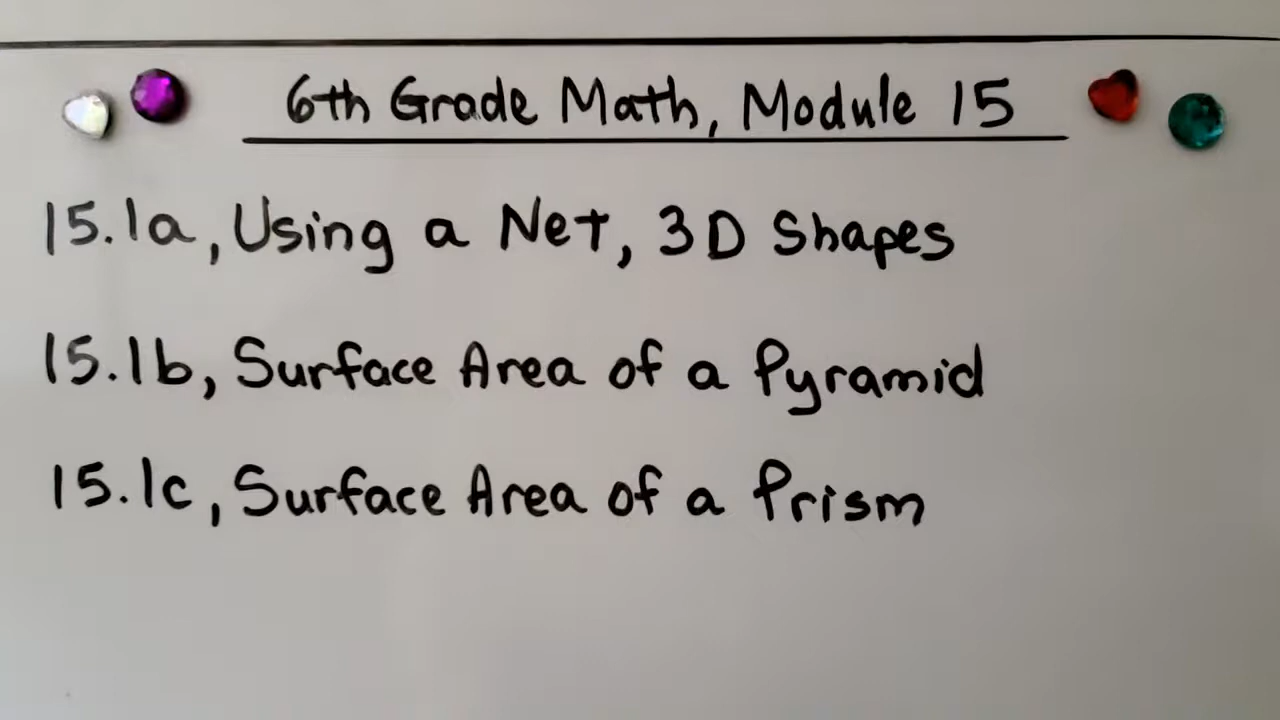 6th Grade Math, Module 15
15.1a, Using a Net, 3D Shapes
15.1b, Surface Area of a Pyramid
15.1c, Surface Area of a Prism